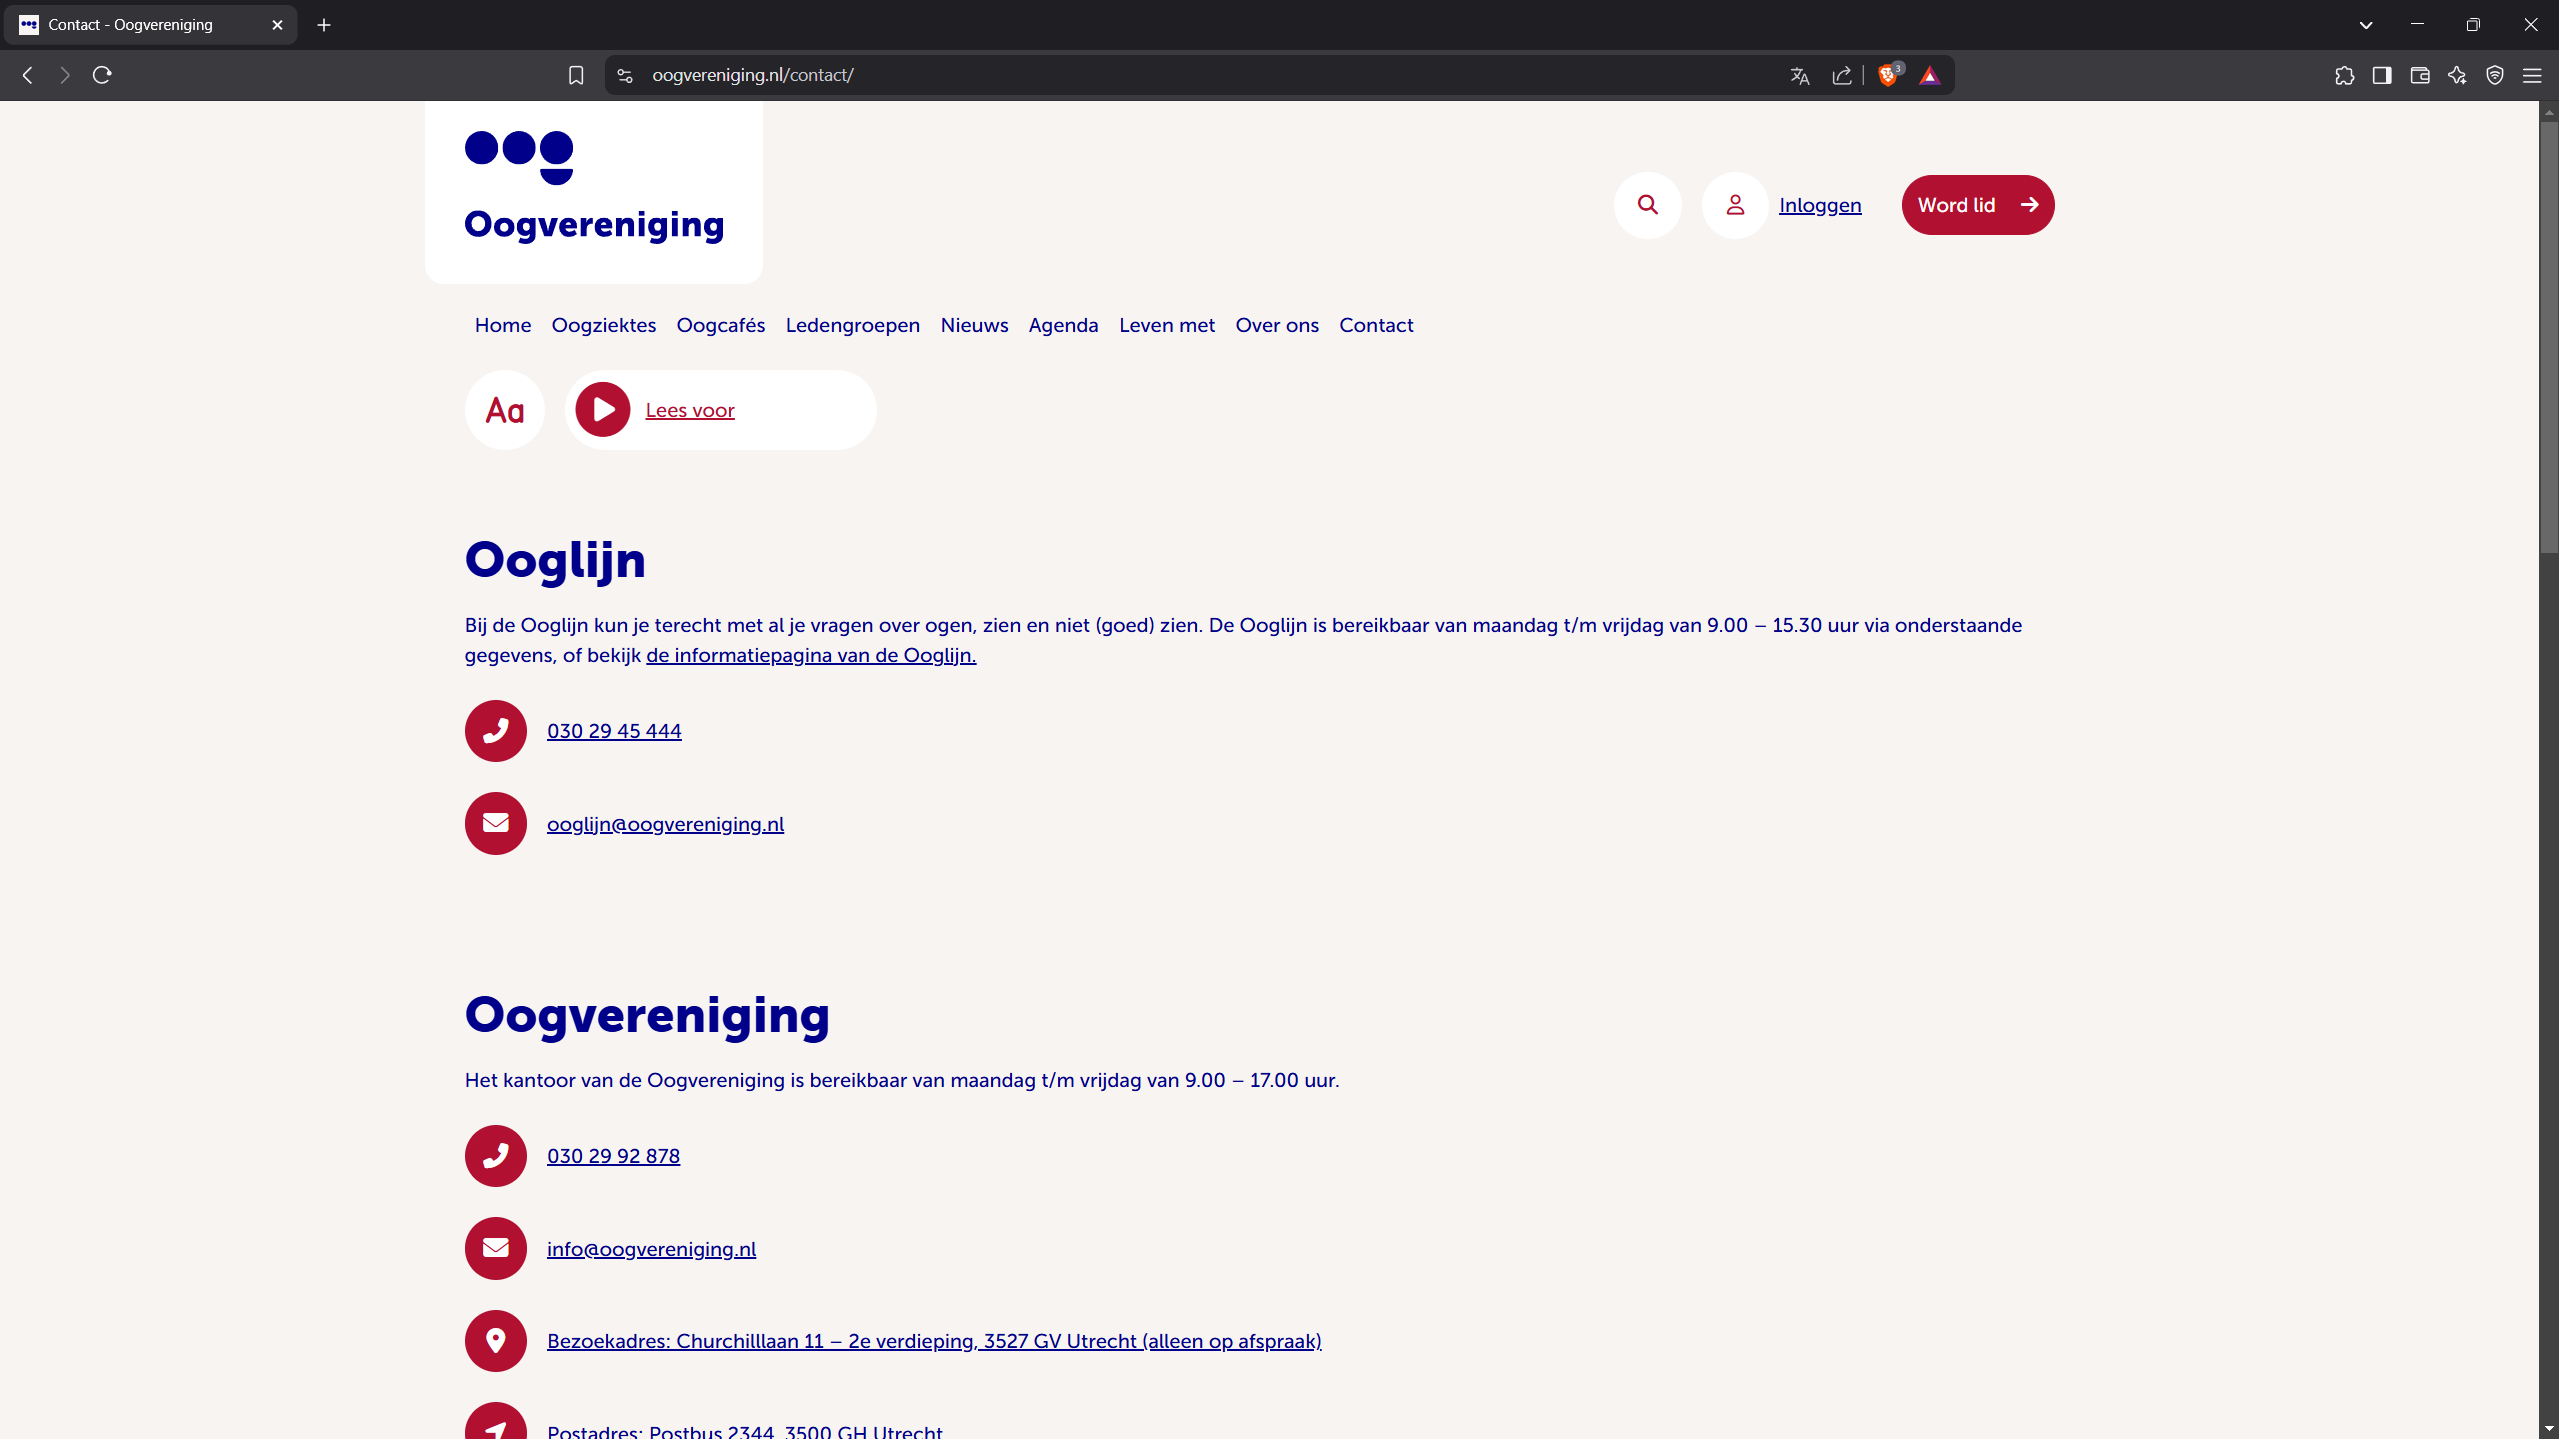 Contact - Oogvereniging
oogvereniging.nl/contact/
3
Oogvereniging
Inloggen
Word lid
Home Oogziektes Oogcafés Ledengroepen Nieuws Agenda Leven met Over ons Contact
Aa
Lees voor
Ooglijn
Bij de Ooglijn kun je terecht met al je vragen over ogen, zien en niet (goed) zien. De Ooglijn is bereikbaar van maandag t/m vrijdag van 9.00 – 15.30 uur via onderstaande
gegevens, of bekijk de informatiepagina van de Ooglijn.
030 29 45 444
ooglijn@oogvereniging.nl
Oogvereniging
Het kantoor van de Oogvereniging is bereikbaar van maandag t/m vrijdag van 9.00 – 17.00 uur.
030 29 92 878
info@oogvereniging.nl
Bezoekadres: Churchilllaan 11 – 2e verdieping, 3527 GV Utrecht (alleen op afspraak)
Postadres: Postbus 2344, 3500 GH Utrecht